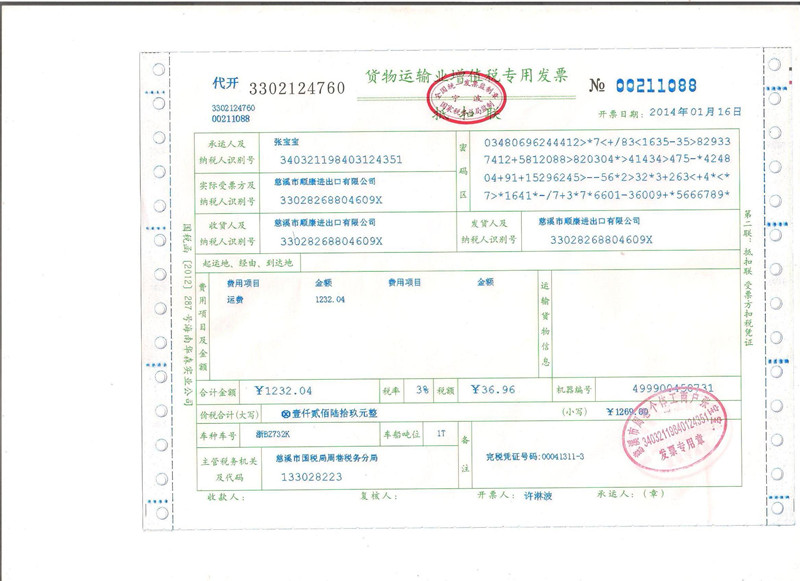 代开 3302124760 货物运输业增值税专用发票 № 00211088
3302124760
00211088
全国统一发票监制章
宁波
国家税务总局监制
抵扣联
开票日期：2014年01月16日
承运人及
纳税人识别号
张宝宝
340321198403124351
密码区
03480696244412>*7<+/83<1635-35>82933
7412+5812088>820304*>41434>475-*4248
04+91+15296245>--56*2>32*3+263<+4*<*
7>*1641*-/7+3*7*6601-36009+*5666789*
实际受票方及
纳税人识别号
慈溪市顺康进出口有限公司
33028268804609X
收货人及
纳税人识别号
慈溪市顺康进出口有限公司
33028268804609X
发货人及
纳税人识别号
慈溪市顺康进出口有限公司
33028268804609X
起运地、经由、到达地
费用项目及金额
费用项目 金额 费用项目 金额
运费 1232.04
运输货物信息
合计金额 ￥1232.04 税率 3% 税额 ￥36.96 机器编号 499900458731
价税合计（大写） ⊗壹仟贰佰陆拾玖元整 （小写） ￥1269.00
车种车号 浙B2732K 车船吨位 1T
备注
完税凭证号码:00041311-3
主管税务机关
及代码
慈溪市国税局周巷税务分局
133028223
340321198403124351
发票专用章
收款人： 复核人： 开票人： 许淋波 承运人：（章）
国税函〔2012〕287号海南华森实业公司
第二联：抵扣联 受票方扣税凭证